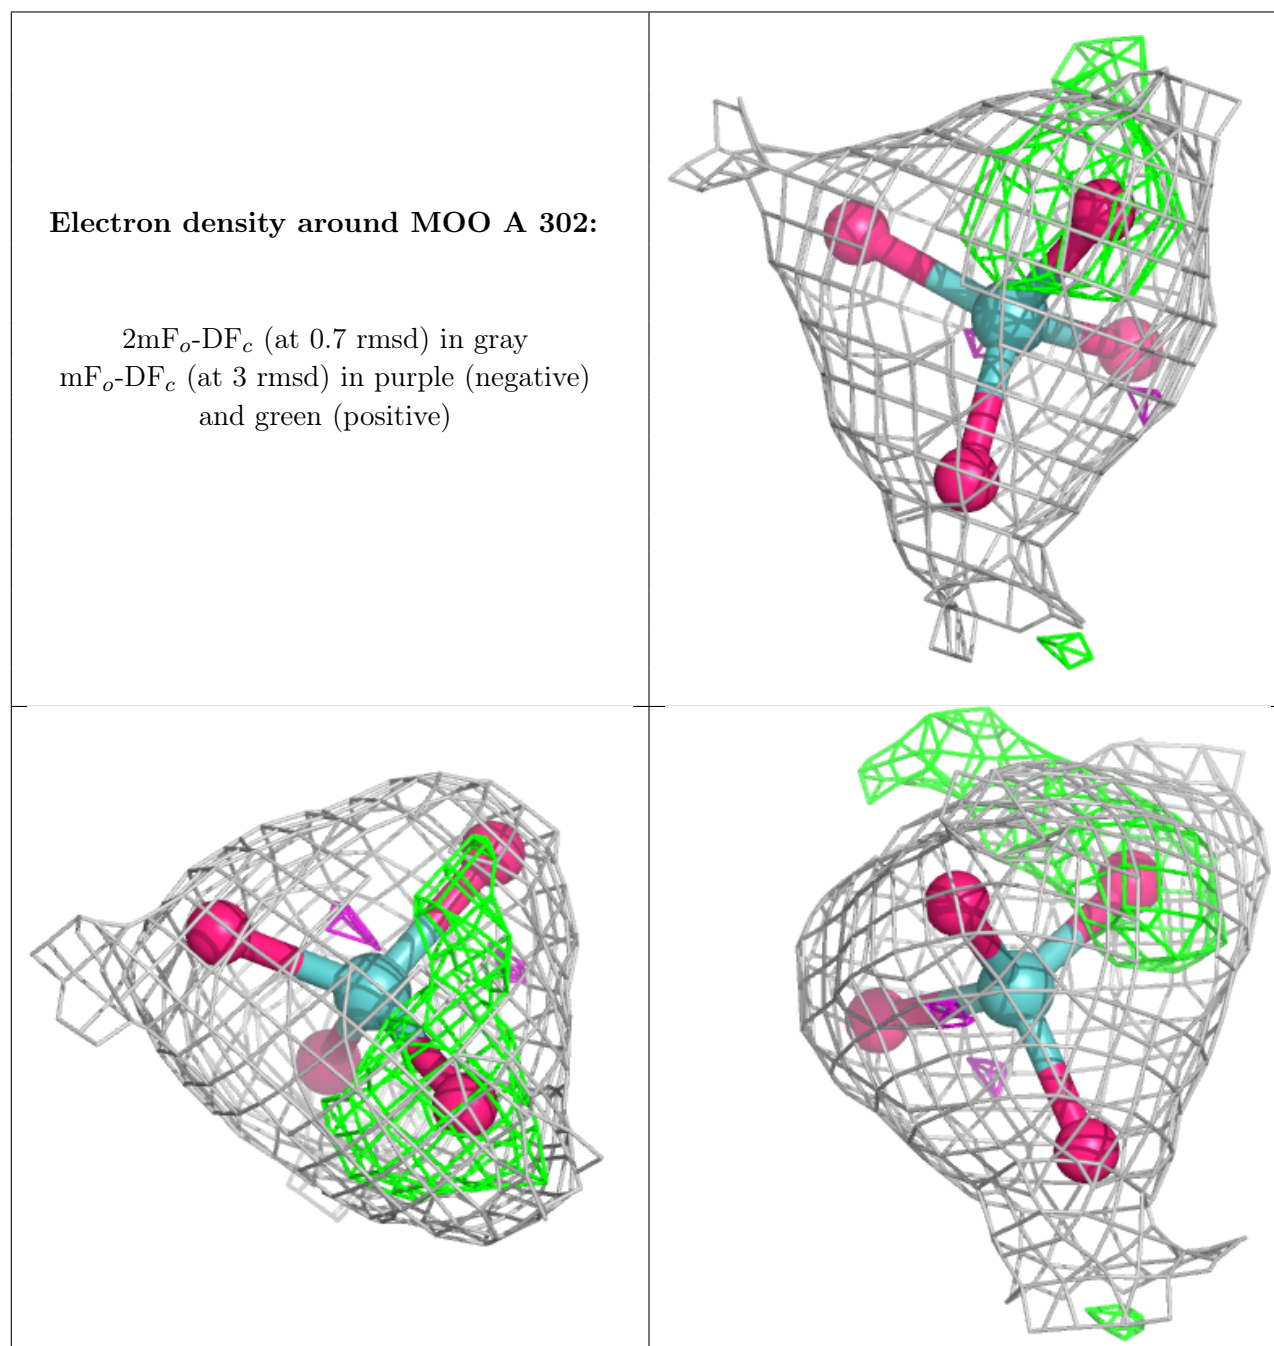 Electron density around MOO A 302:
2mFo-DFc (at 0.7 rmsd) in gray
mFo-DFc (at 3 rmsd) in purple (negative)
and green (positive)